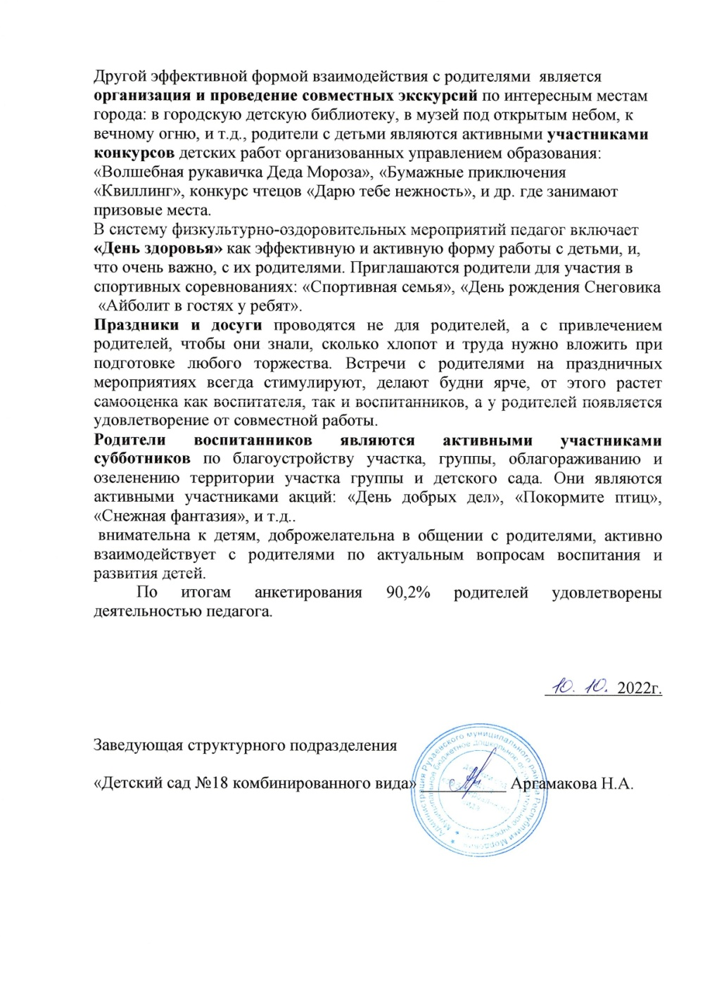 Другой эффективной формой взаимодействия с родителями является
организация и проведение совместных экскурсий по интересным местам
города: в городскую детскую библиотеку, в музей под открытым небом, к
вечному огню, и т.д., родители с детьми являются активными участниками
конкурсов детских работ организованных управлением образования:
«Волшебная рукавичка Деда Мороза», «Бумажные приключения
«Квиллинг», конкурс чтецов «Дарю тебе нежность», и др. где занимают
призовые места.
В систему физкультурно-оздоровительных мероприятий педагог включает
«День здоровья» как эффективную и активную форму работы с детьми, и,
что очень важно, с их родителями. Приглашаются родители для участия в
спортивных соревнованиях: «Спортивная семья», «День рождения Снеговика
«Айболит в гостях у ребят».
Праздники и досуги проводятся не для родителей, а с привлечением
родителей, чтобы они знали, сколько хлопот и труда нужно вложить при
подготовке любого торжества. Встречи с родителями на праздничных
мероприятиях всегда стимулируют, делают будни ярче, от этого растет
самооценка как воспитателя, так и воспитанников, а у родителей появляется
удовлетворение от совместной работы.
Родители воспитанников являются активными участниками
субботников по благоустройству участка, группы, облагораживанию и
озеленению территории участка группы и детского сада. Они являются
активными участниками акций: «День добрых дел», «Покормите птиц»,
«Снежная фантазия», и т.д..
внимательна к детям, доброжелательна в общении с родителями, активно
взаимодействует с родителями по актуальным вопросам воспитания и
развития детей.
По итогам анкетирования 90,2% родителей удовлетворены
деятельностью педагога.
10. 10. 2022г.
Заведующая структурного подразделения
«Детский сад №18 комбинированного вида» Аргамакова Н.А.
Администрация Рузаевского муниципального района Республики Мордовия
Муниципальное бюджетное дошкольное